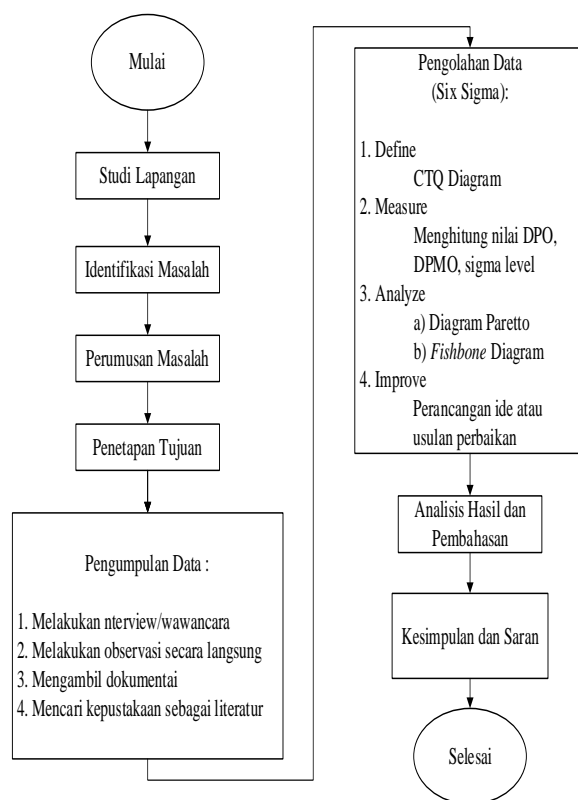 Mulai
Studi Lapangan
Identifikasi Masalah
Perumusan Masalah
Penetapan Tujuan
Pengumpulan Data :
1. Melakukan nterview/wawancara
2. Melakukan observasi secara langsung
3. Mengambil dokumentai
4. Mencari kepustakaan sebagai literatur
Pengolahan Data
(Six Sigma):
1. Define
CTQ Diagram
2. Measure
Menghitung nilai DPO,
DPMO, sigma level
3. Analyze
a) Diagram Paretto
b) Fishbone Diagram
4. Improve
Perancangan ide atau
usulan perbaikan
Analisis Hasil dan
Pembahasan
Kesimpulan dan Saran
Selesai